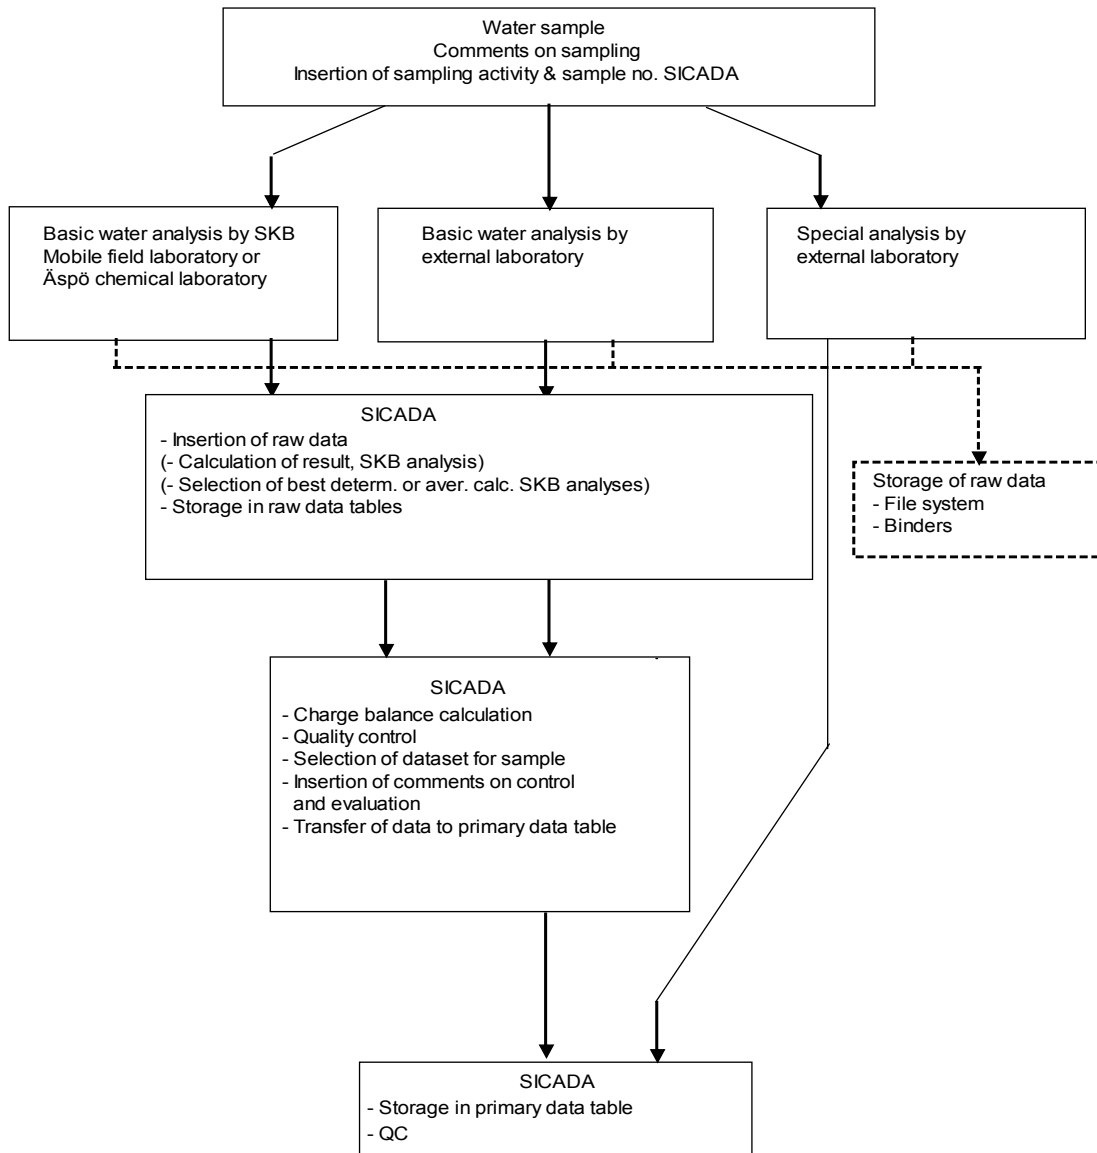 Water sample
Comments on sampling
Insertion of sampling activity & sample no. SICADA
Basic water analysis by SKB
Mobile field laboratory or
Äspö chemical laboratory
Basic water analysis by
external laboratory
Special analysis by
external laboratory
SICADA
- Insertion of raw data
(- Calculation of result, SKB analysis)
(- Selection of best determ. or aver. calc. SKB analyses)
- Storage in raw data tables
Storage of raw data
- File system
- Binders
SICADA
- Charge balance calculation
- Quality control
- Selection of dataset for sample
- Insertion of comments on control
and evaluation
- Transfer of data to primary data table
SICADA
- Storage in primary data table
- QC